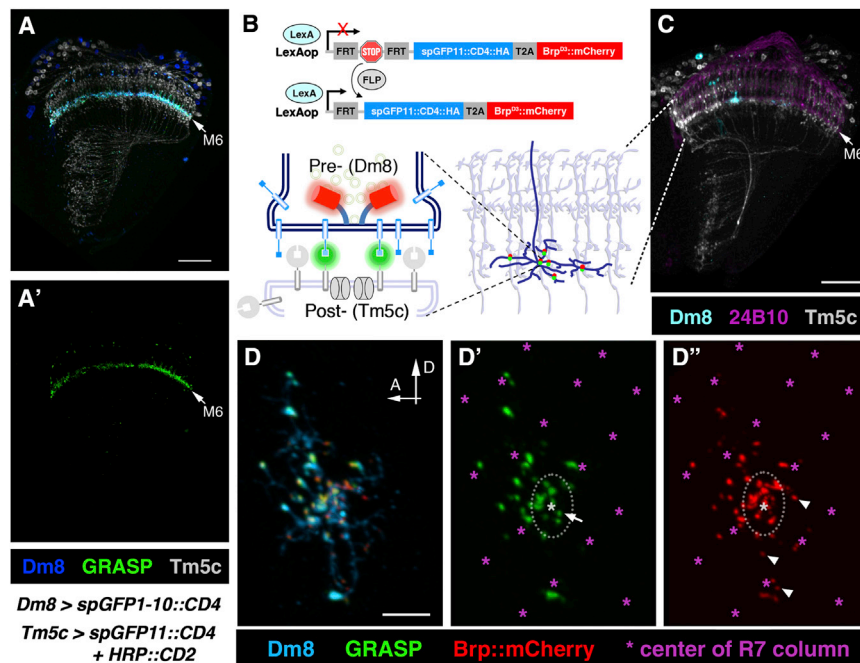 A
M6
B
LexA
X
LexAop
FRT
STOP
FRT
spGFP11::CD4::HA
T2A
Brp^D3::mCherry
FLP
LexA
LexAop
FRT
spGFP11::CD4::HA
T2A
Brp^D3::mCherry
Pre- (Dm8)
Post- (Tm5c)
C
M6
Dm8 24B10 Tm5c
A'
M6
Dm8 GRASP Tm5c
Dm8 > spGFP1-10::CD4
Tm5c > spGFP11::CD4
+ HRP::CD2
D
D
A
D'
*
D''
*
Dm8 GRASP Brp::mCherry * center of R7 column